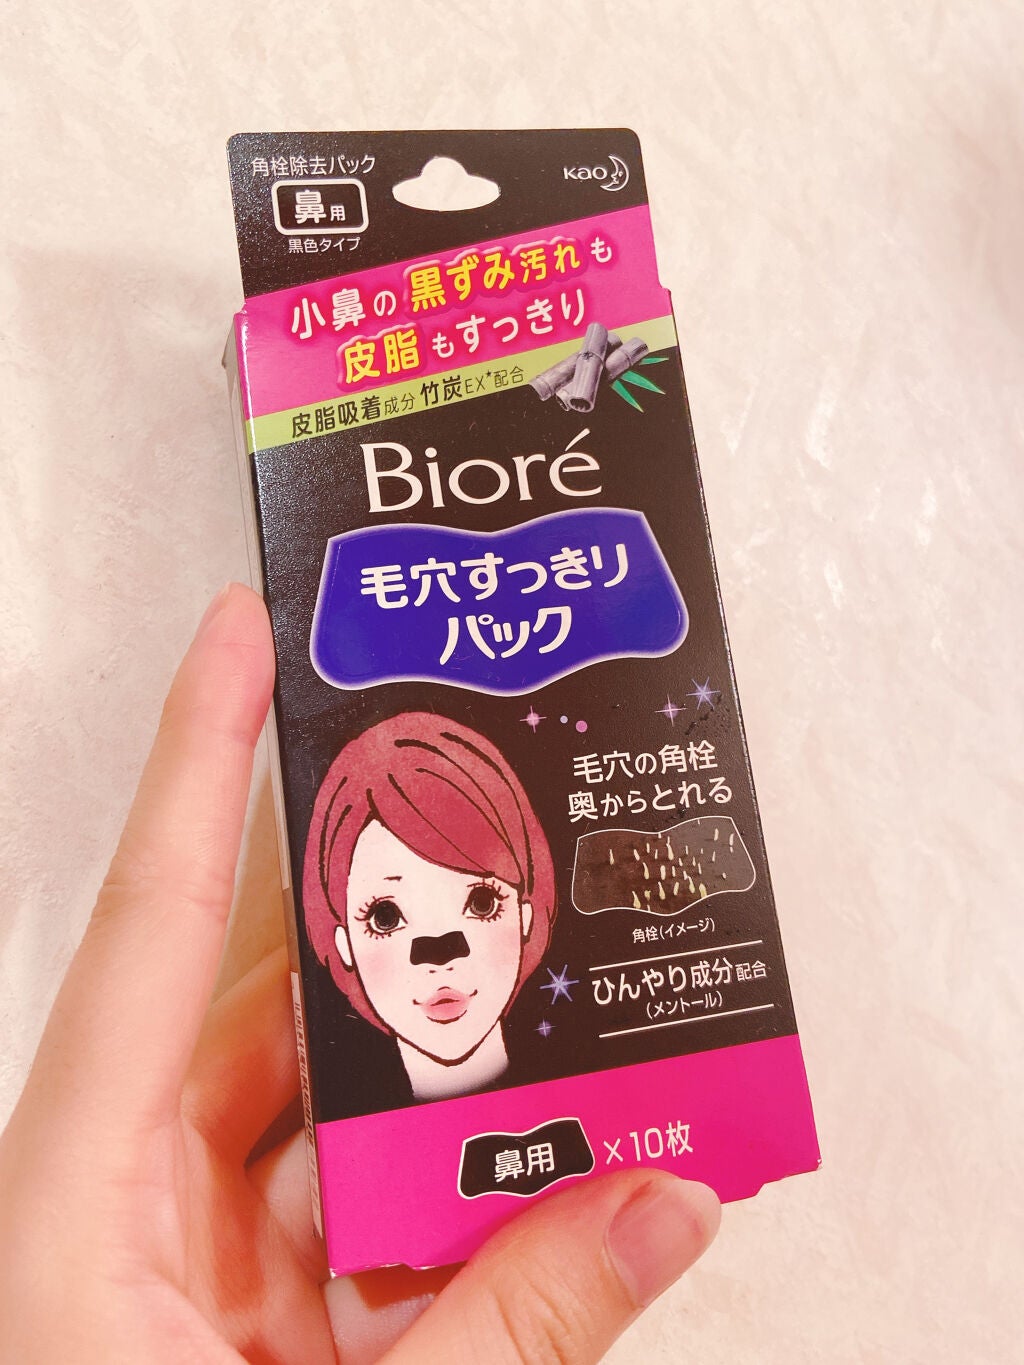 角栓除去パック
鼻用
黒色タイプ
Kao
小鼻の黒ずみ汚れも
皮脂もすっきり
皮脂吸着成分竹炭EX*配合
Bioré
毛穴すっきり
パック
毛穴の角栓
奥からとれる
角栓(イメージ)
ひんやり成分配合
(メントール)
鼻用×10枚